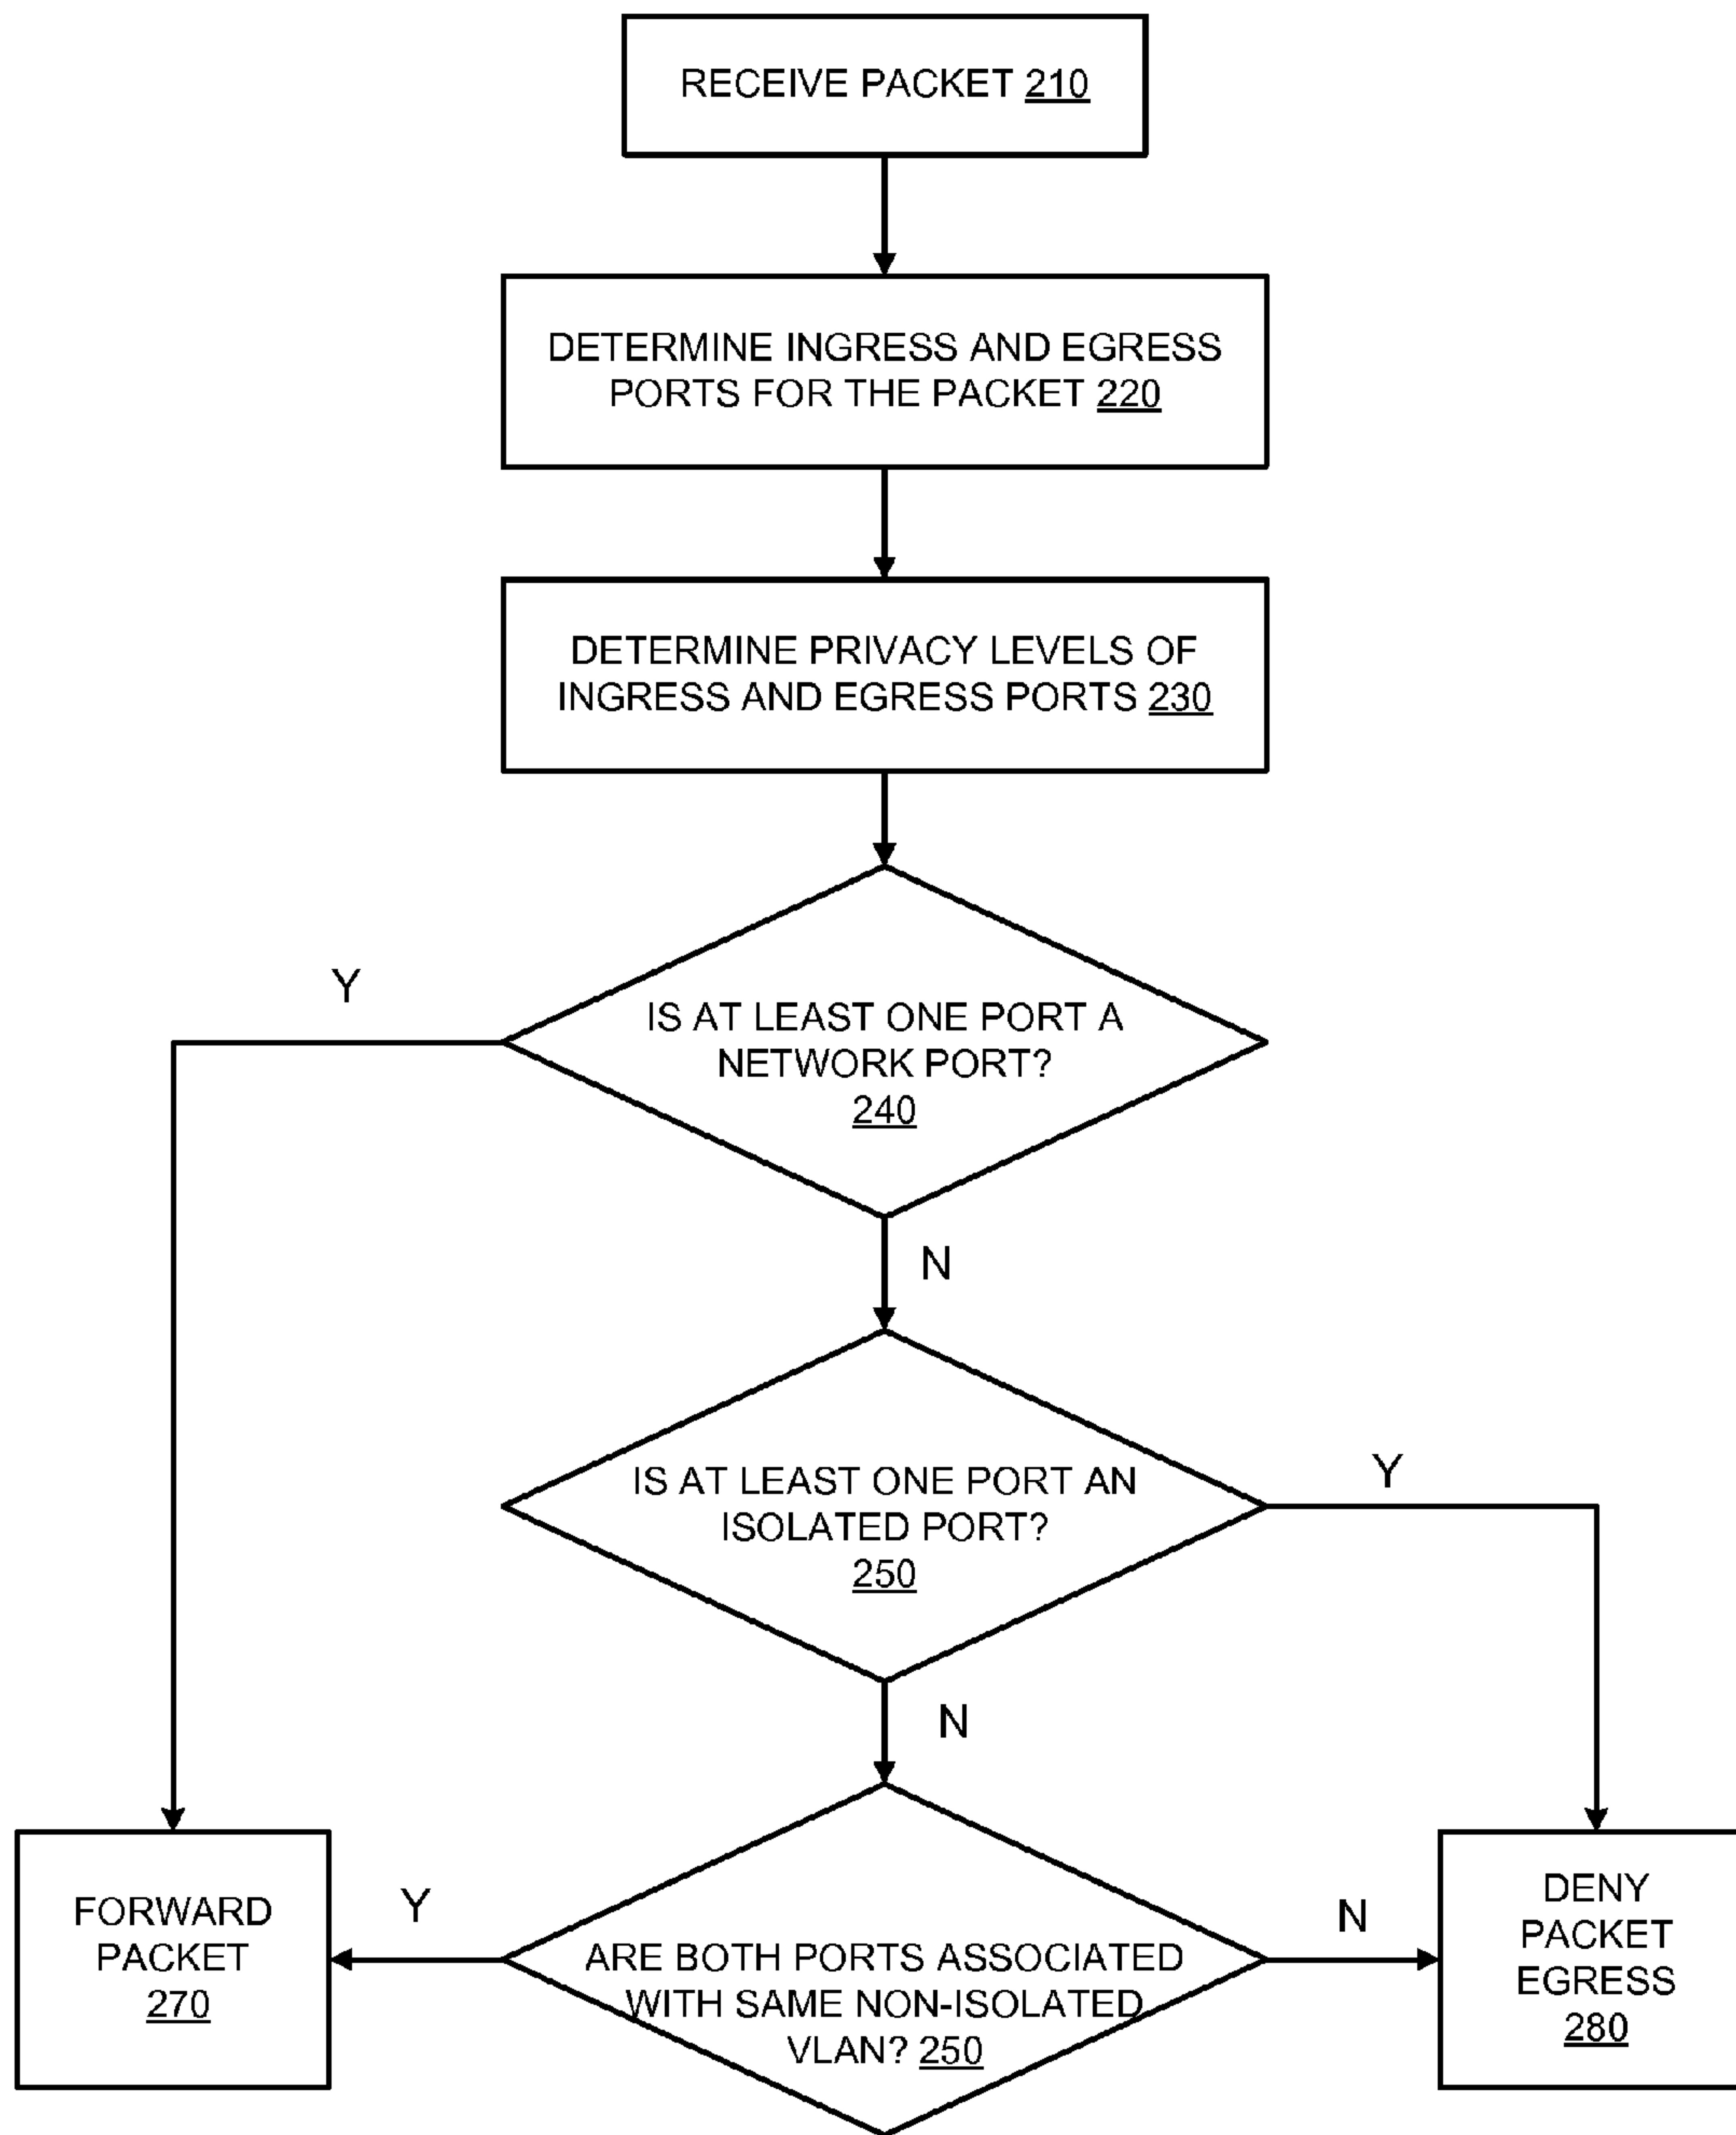 RECEIVE PACKET 210
DETERMINE INGRESS AND EGRESS
PORTS FOR THE PACKET 220
DETERMINE PRIVACY LEVELS OF
INGRESS AND EGRESS PORTS 230
Y
IS AT LEAST ONE PORT A
NETWORK PORT?
240
N
IS AT LEAST ONE PORT AN
ISOLATED PORT?
250
Y
N
FORWARD
PACKET
270
Y
ARE BOTH PORTS ASSOCIATED
WITH SAME NON-ISOLATED
VLAN? 250
N
DENY
PACKET
EGRESS
280